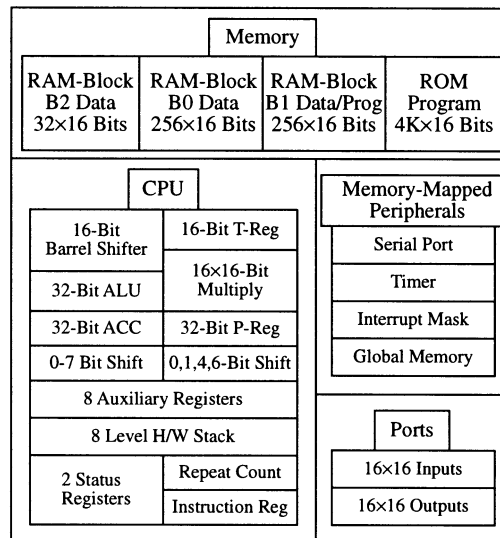 Memory
RAM-Block
B2 Data
32×16 Bits
RAM-Block
B0 Data
256×16 Bits
RAM-Block
B1 Data/Prog
256×16 Bits
ROM
Program
4K×16 Bits
CPU
16-Bit
Barrel Shifter
16-Bit T-Reg
32-Bit ALU
16×16-Bit
Multiply
32-Bit ACC
32-Bit P-Reg
0-7 Bit Shift
0,1,4,6-Bit Shift
8 Auxiliary Registers
8 Level H/W Stack
2 Status
Registers
Repeat Count
Instruction Reg
Memory-Mapped
Peripherals
Serial Port
Timer
Interrupt Mask
Global Memory
Ports
16×16 Inputs
16×16 Outputs